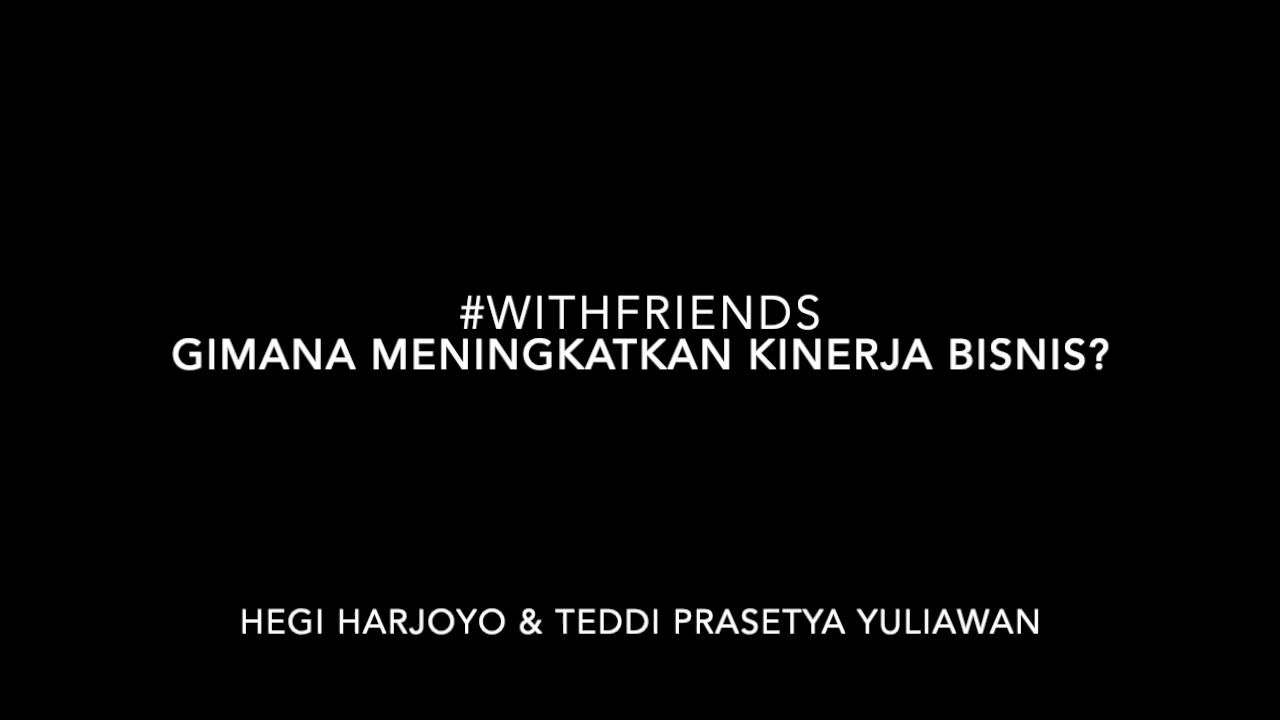 #WITHFRIENDS
GIMANA MENINGKATKAN KINERJA BISNIS?
HEGI HARJOYO & TEDDI PRASETYA YULIAWAN